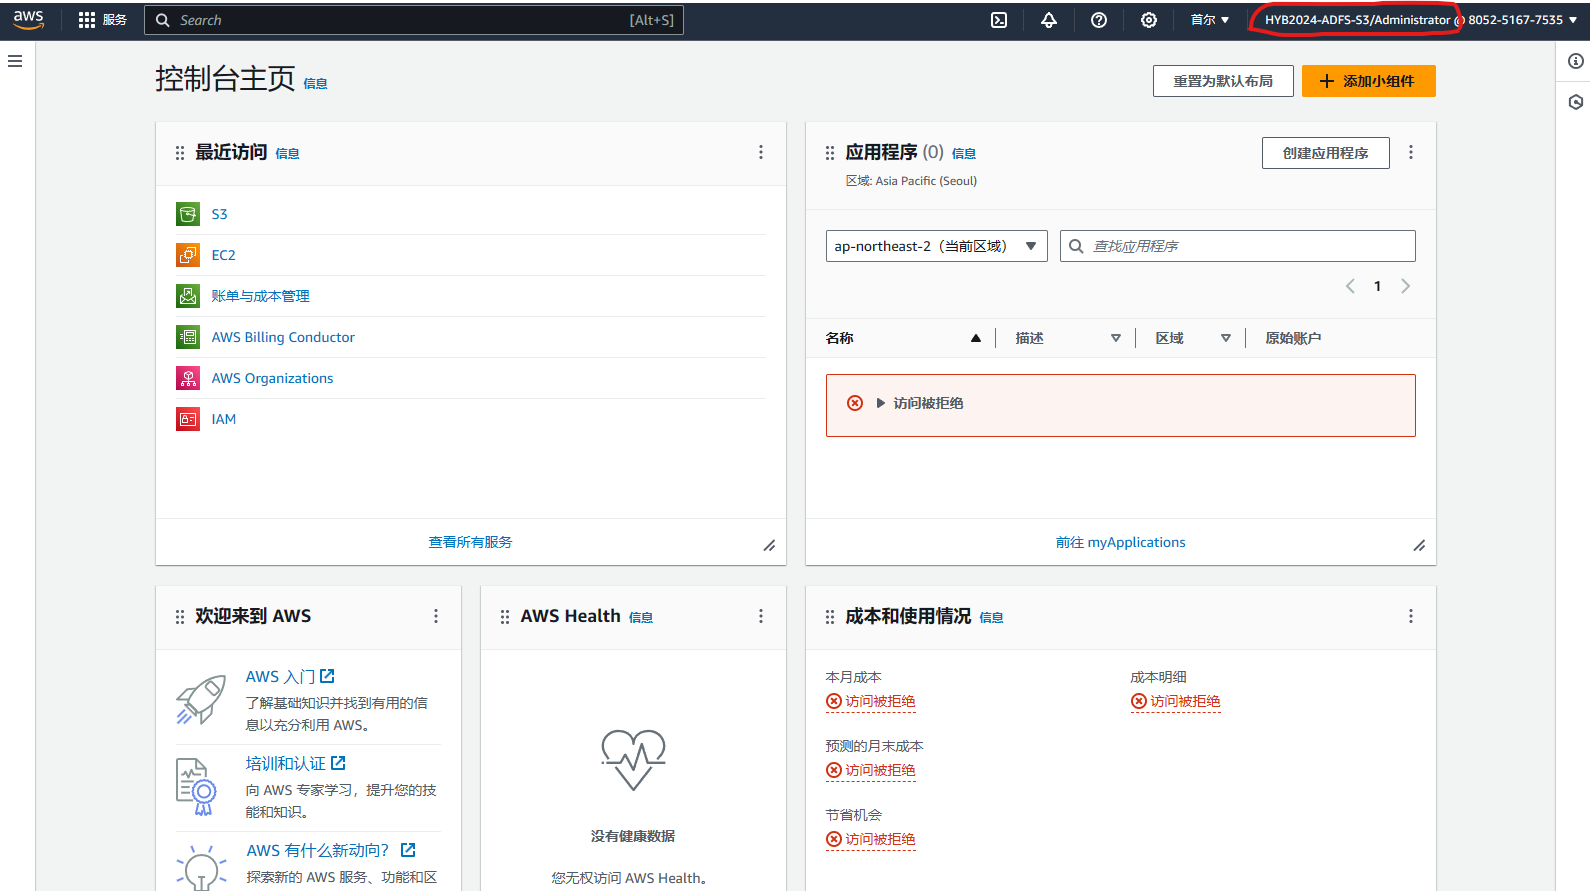 aws
服务
Search
[Alt+S]
首尔
HYB2024-ADFS-S3/Administrator @ 8052-5167-7535
控制台主页 信息
重置为默认布局
添加小组件
最近访问 信息
S3
EC2
账单与成本管理
AWS Billing Conductor
AWS Organizations
IAM
查看所有服务
应用程序 (0) 信息
区域: Asia Pacific (Seoul)
创建应用程序
ap-northeast-2（当前区域）
查找应用程序
1
名称
描述
区域
原始账户
访问被拒绝
前往 myApplications
欢迎来到 AWS
AWS 入门
了解基础知识并找到有用的信
息以充分利用 AWS。
培训和认证
向 AWS 专家学习，提升您的技
能和知识。
AWS 有什么新动向？
探索新的 AWS 服务、功能和区
AWS Health 信息
没有健康数据
您无权访问 AWS Health。
成本和使用情况 信息
本月成本
访问被拒绝
成本明细
访问被拒绝
预测的月末成本
访问被拒绝
节省机会
访问被拒绝